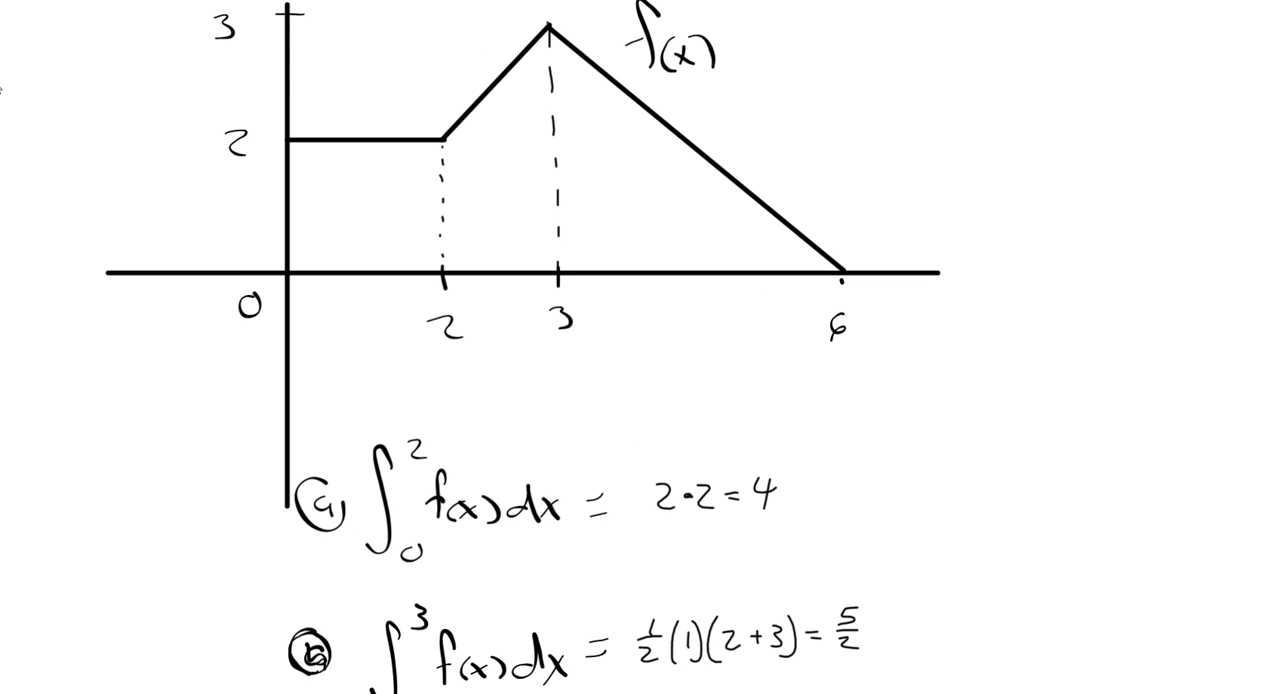 3
f(x)
2
0 2 3 6
(a) ∫₀² f(x)dx = 2·2=4
(b) ∫³ f(x)dx = 1/2(1)(2+3)=5/2